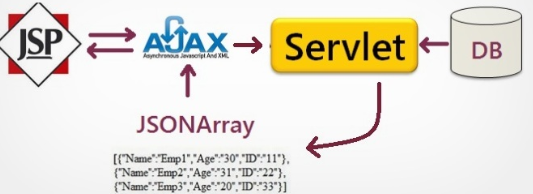 JSP
AJAX
Asynchronous Javascript And XML
Servlet
DB
JSONArray
[{"Name":"Emp1","Age":"30","ID":"11"},
{"Name":"Emp2","Age":"31","ID":"22"},
{"Name":"Emp3","Age":"20","ID":"33"}]